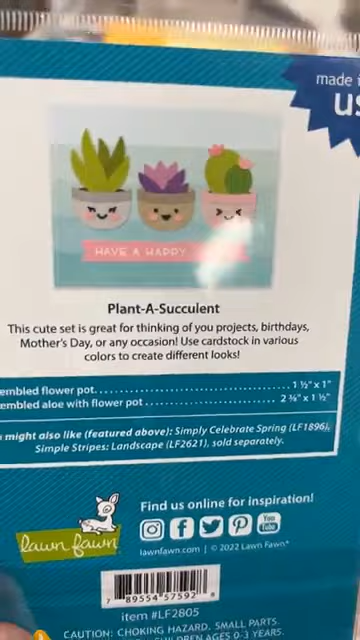 made i
us
HAVE A HAPPY
Plant-A-Succulent
This cute set is great for thinking of you projects, birthdays,
Mother's Day, or any occasion! Use cardstock in various
colors to create different looks!
embled flower pot.......................................1 ½" x 1"
embled aloe with flower pot..........................2 ⅜" x 1 ½"
might also like (featured above): Simply Celebrate Spring (LF1896),
Simple Stripes: Landscape (LF2621), sold separately.
Find us online for inspiration!
You
Tube
lawn fawn
lawnfawn.com | © 2022 Lawn Fawn®
7 89554 57592 8
item #LF2805
CAUTION: CHOKING HAZARD. SMALL PARTS.
CHILDREN AGES 0-3 YEARS.